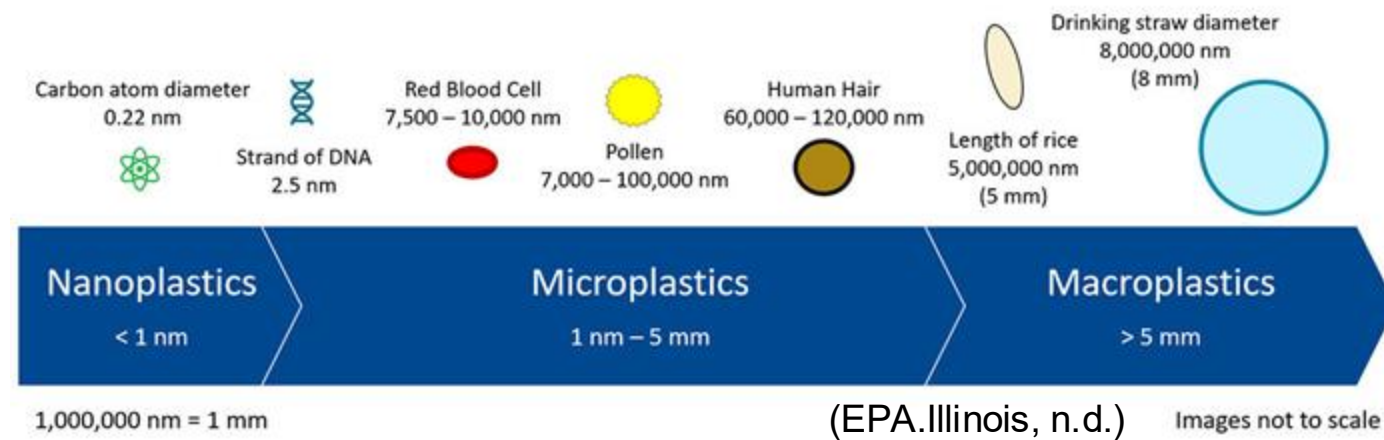 Carbon atom diameter
0.22 nm
Strand of DNA
2.5 nm
Red Blood Cell
7,500 – 10,000 nm
Pollen
7,000 – 100,000 nm
Human Hair
60,000 – 120,000 nm
Length of rice
5,000,000 nm
(5 mm)
Drinking straw diameter
8,000,000 nm
(8 mm)
Nanoplastics
< 1 nm
Microplastics
1 nm – 5 mm
Macroplastics
> 5 mm
1,000,000 nm = 1 mm
(EPA.Illinois, n.d.)
Images not to scale